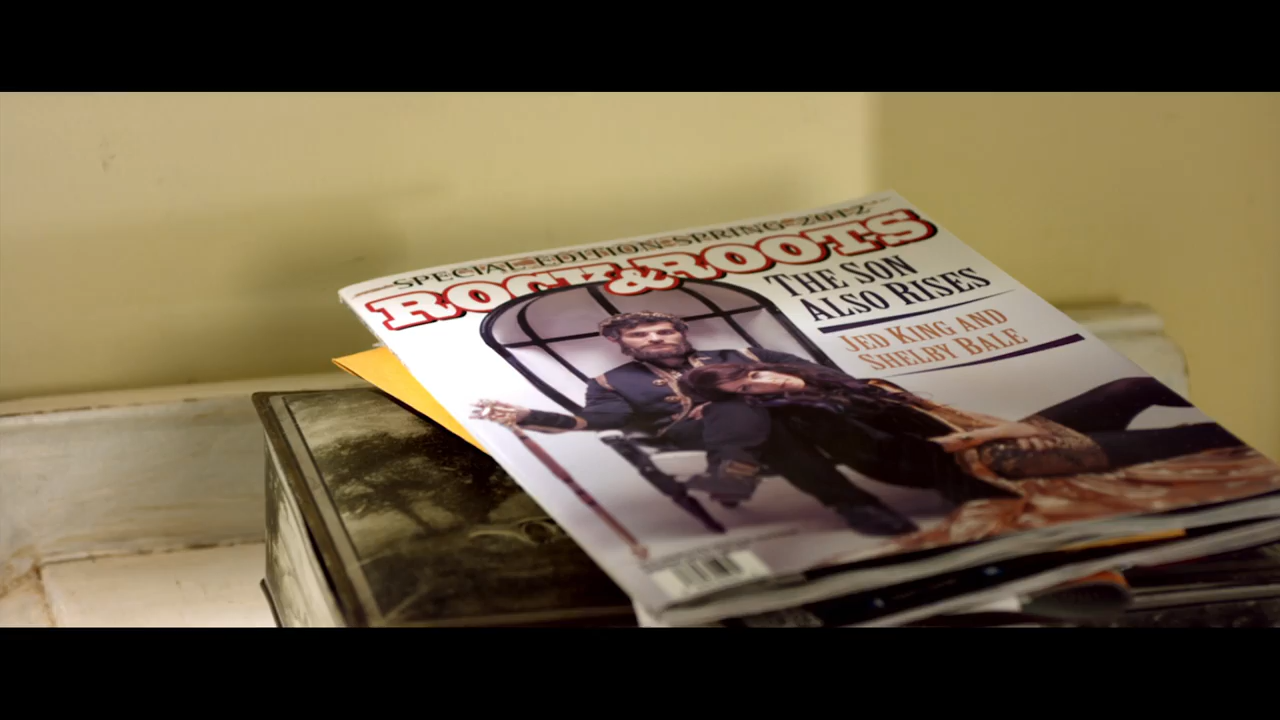 SPECIAL EDITION SPRING 2012
ROCK & ROOTS
THE SON
ALSO RISES
JED KING AND
SHELBY BALE